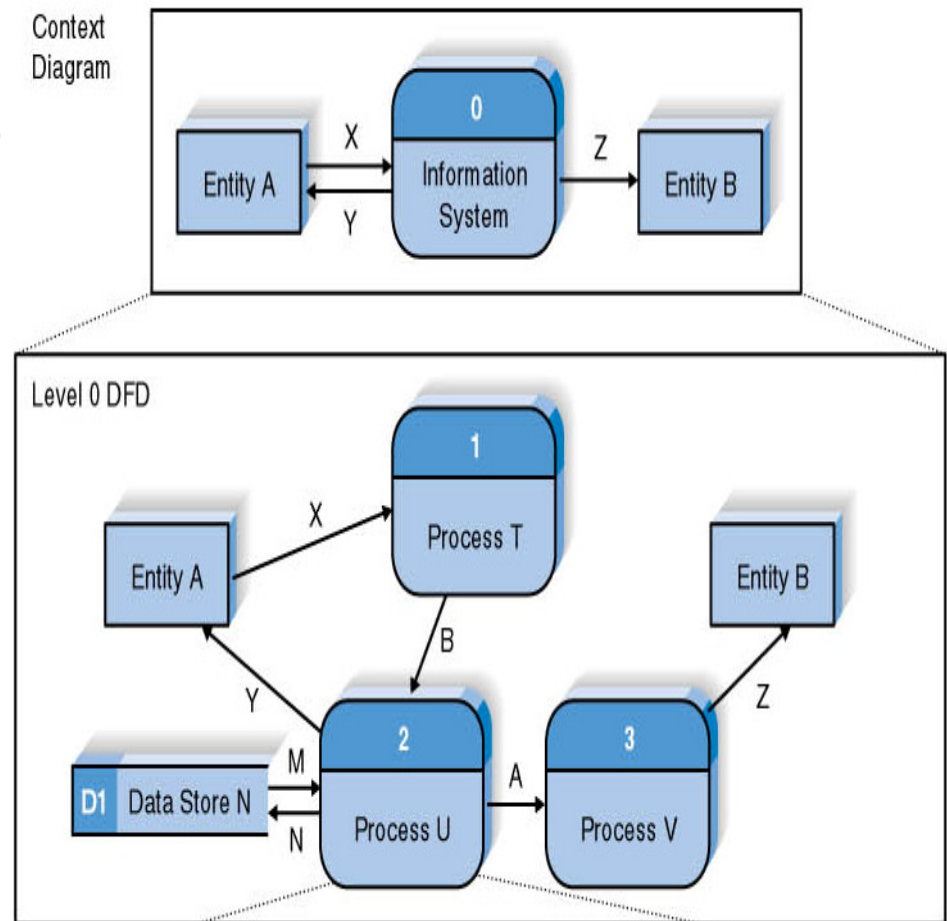 Context
Diagram
0
X
Z
Entity A
Information
System
Entity B
Y
Level 0 DFD
1
X
Process T
Entity A
Entity B
B
Y
Z
2
3
M
A
D1 Data Store N
N
Process U
Process V